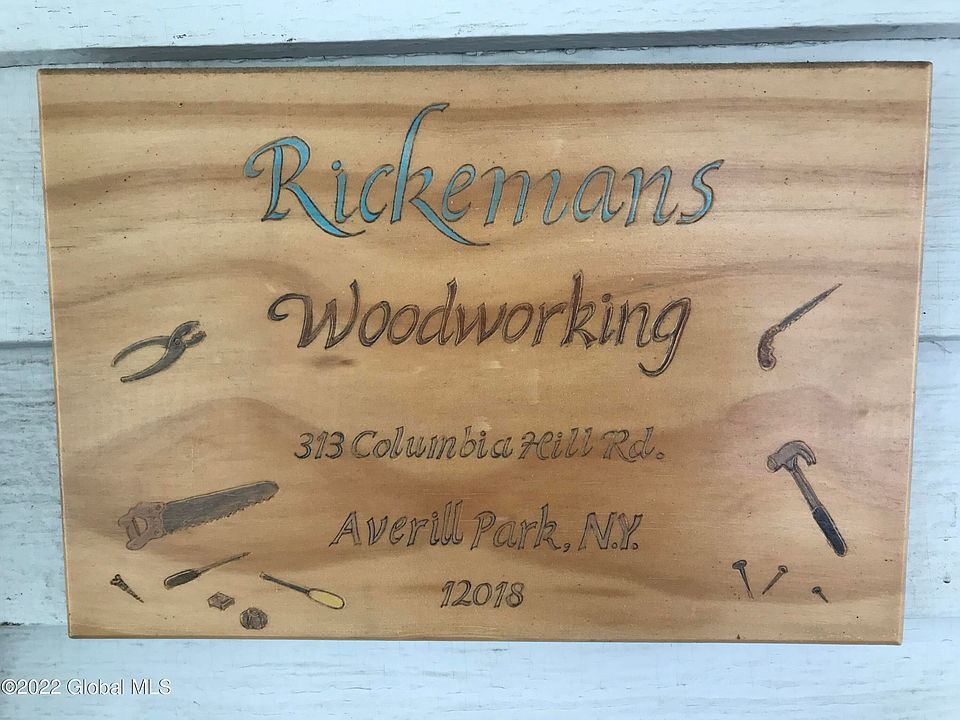 Rickemans
Woodworking
313 Columbia Hill Rd.
Averill Park, N.Y.
12018
©2022 Global MLS